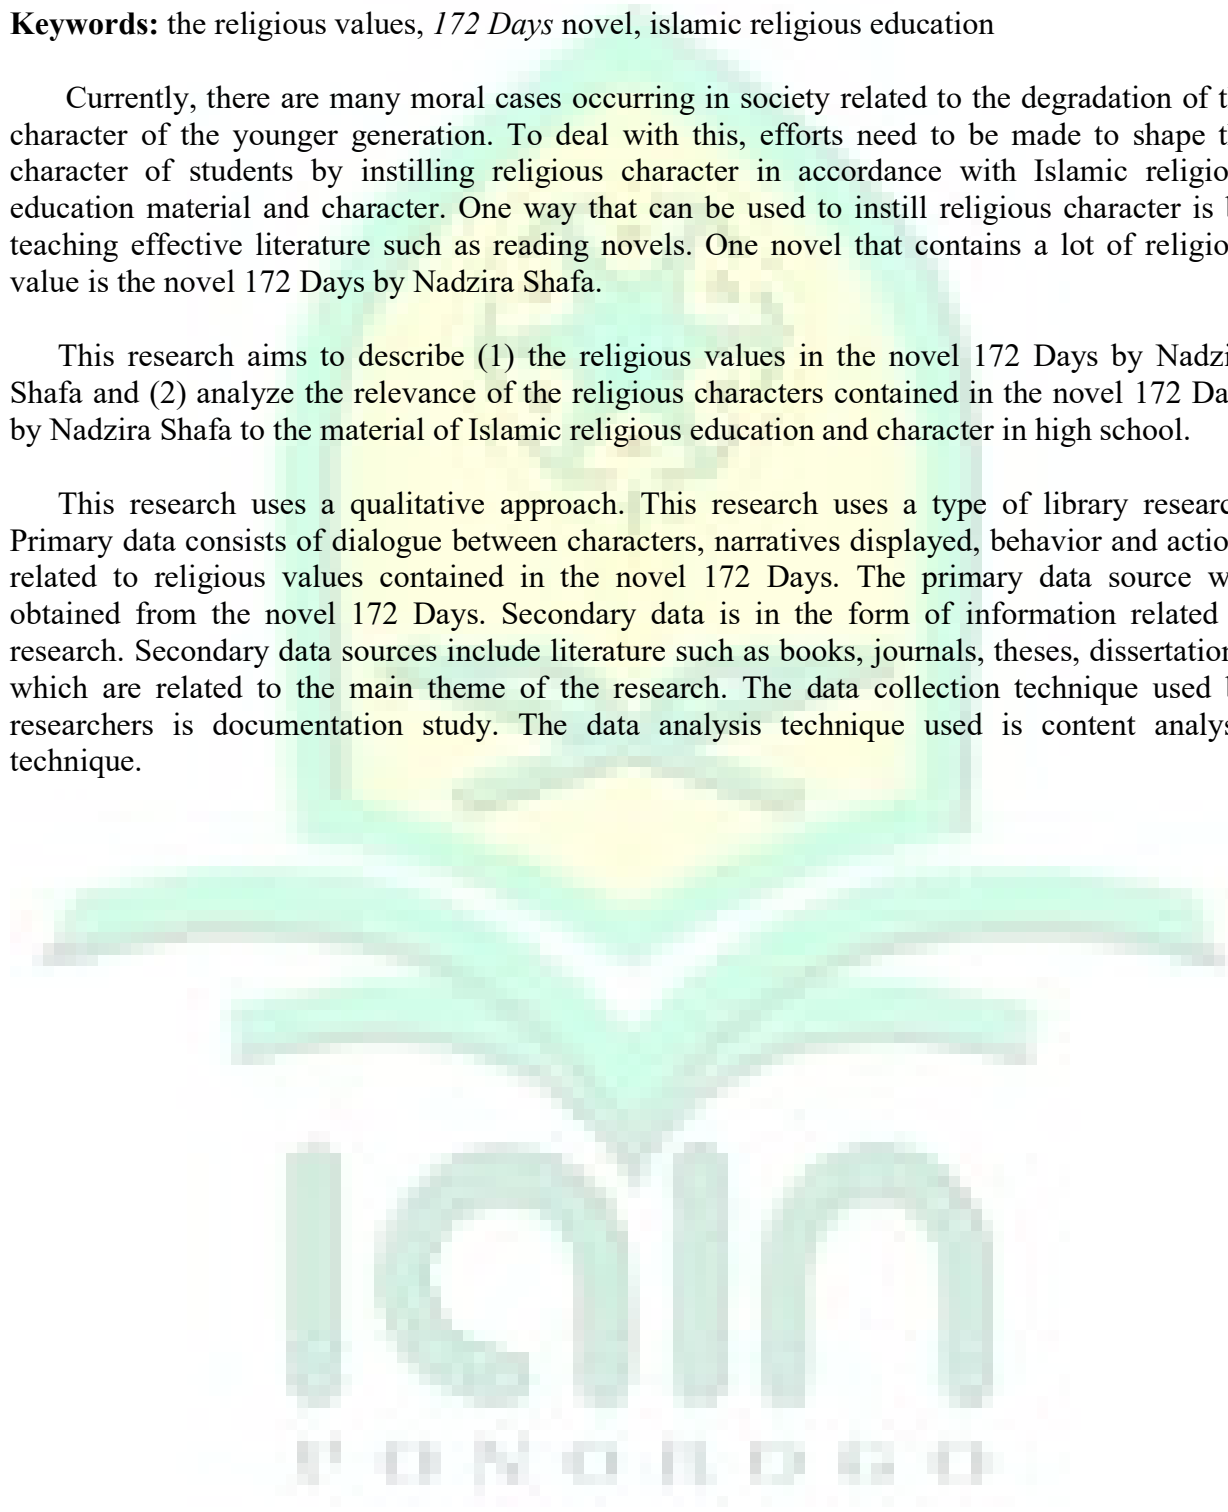 Keywords: the religious values, 172 Days novel, islamic religious education
Currently, there are many moral cases occurring in society related to the degradation of t
character of the younger generation. To deal with this, efforts need to be made to shape t
character of students by instilling religious character in accordance with Islamic religio
education material and character. One way that can be used to instill religious character is b
teaching effective literature such as reading novels. One novel that contains a lot of religio
value is the novel 172 Days by Nadzira Shafa.
This research aims to describe (1) the religious values in the novel 172 Days by Nadzi
Shafa and (2) analyze the relevance of the religious characters contained in the novel 172 Da
by Nadzira Shafa to the material of Islamic religious education and character in high school.
This research uses a qualitative approach. This research uses a type of library researc
Primary data consists of dialogue between characters, narratives displayed, behavior and action
related to religious values contained in the novel 172 Days. The primary data source w
obtained from the novel 172 Days. Secondary data is in the form of information related
research. Secondary data sources include literature such as books, journals, theses, dissertation
which are related to the main theme of the research. The data collection technique used b
researchers is documentation study. The data analysis technique used is content analys
technique.
IAIN
PONOROGO